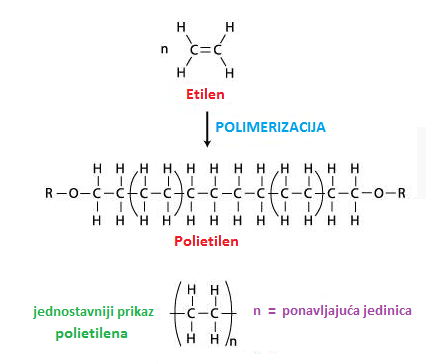 H H
n C=C
H H
Etilen
POLIMERIZACIJA
H H H H H H H H H H H H
R–O–C–C(C–C)C–C–C–C(C–C)C–C–O–R
H H H H H H H H H H H H
Polietilen
H H
jednostavniji prikaz
polietilena
–C–C–
n = ponavljajuća jedinica
H H n